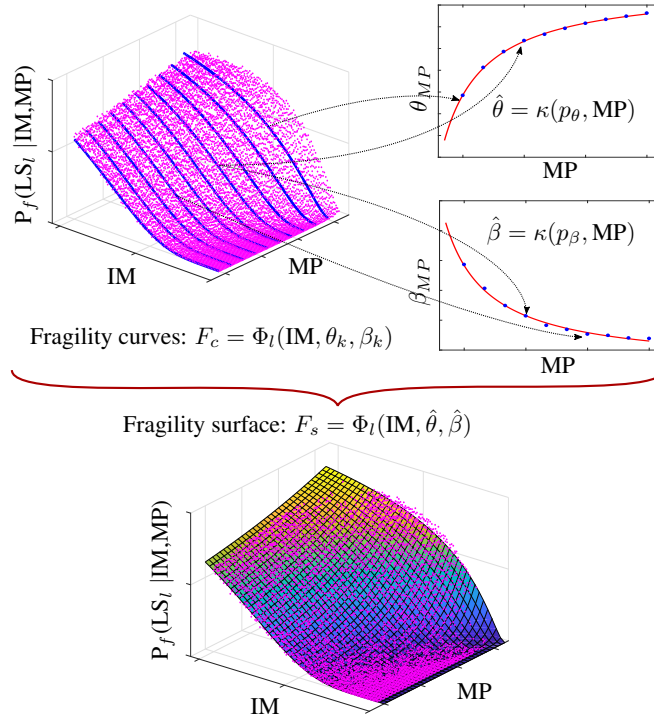 P_f(LS_l |IM,MP)
IM
MP
θ_MP
θ̂ = κ(p_θ, MP)
MP
β_MP
β̂ = κ(p_β, MP)
MP
Fragility curves: F_c = Φ_l(IM, θ_k, β_k)
Fragility surface: F_s = Φ_l(IM, θ̂, β̂)
P_f(LS_l |IM,MP)
IM
MP